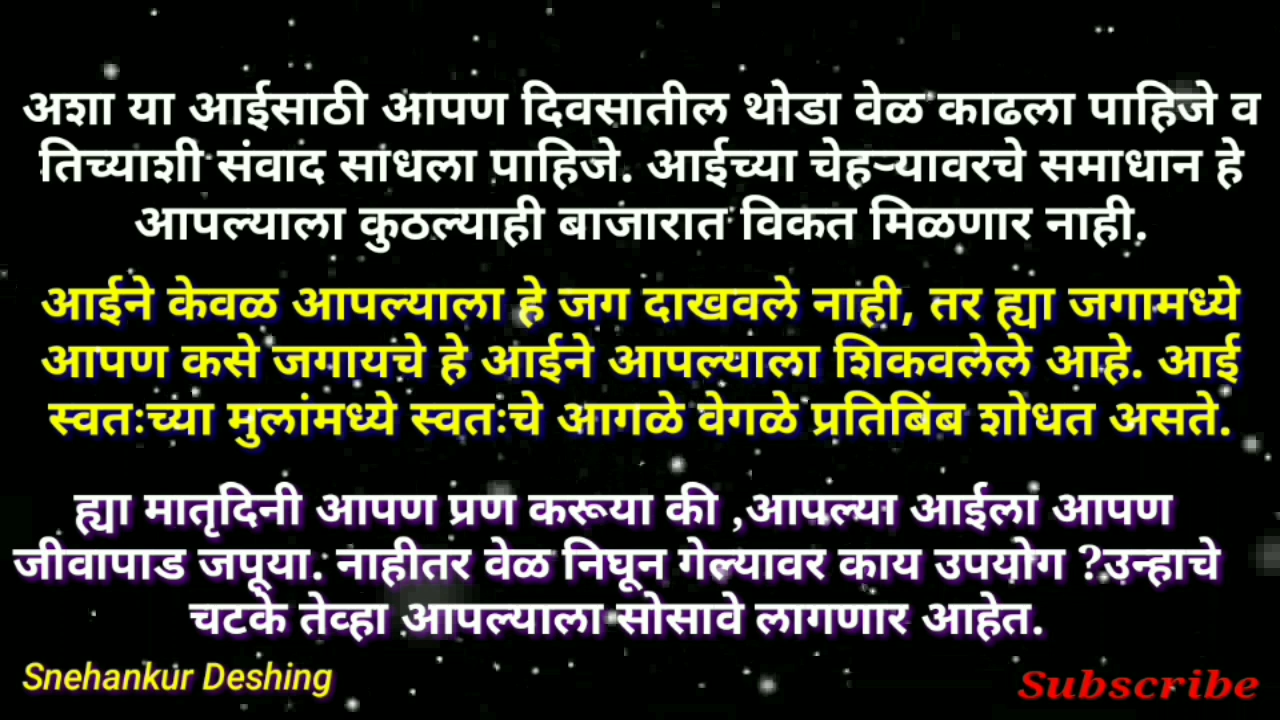 अशा या आईसाठी आपण दिवसातील थोडा वेळ काढला पाहिजे व
तिच्याशी संवाद साधला पाहिजे. आईच्या चेहऱ्यावरचे समाधान हे
आपल्याला कुठल्याही बाजारात विकत मिळणार नाही.
आईने केवळ आपल्याला हे जग दाखवले नाही, तर ह्या जगामध्ये
आपण कसे जगायचे हे आईने आपल्याला शिकवलेले आहे. आई
स्वतःच्या मुलांमध्ये स्वतःचे आगळे वेगळे प्रतिबिंब शोधत असते.
ह्या मातृदिनी आपण प्रण करूया की ,आपल्या आईला आपण
जीवापाड जपूया. नाहीतर वेळ निघून गेल्यावर काय उपयोग ?उन्हाचे
चटके तेव्हा आपल्याला सोसावे लागणार आहेत.
Snehankur Deshing
Subscribe